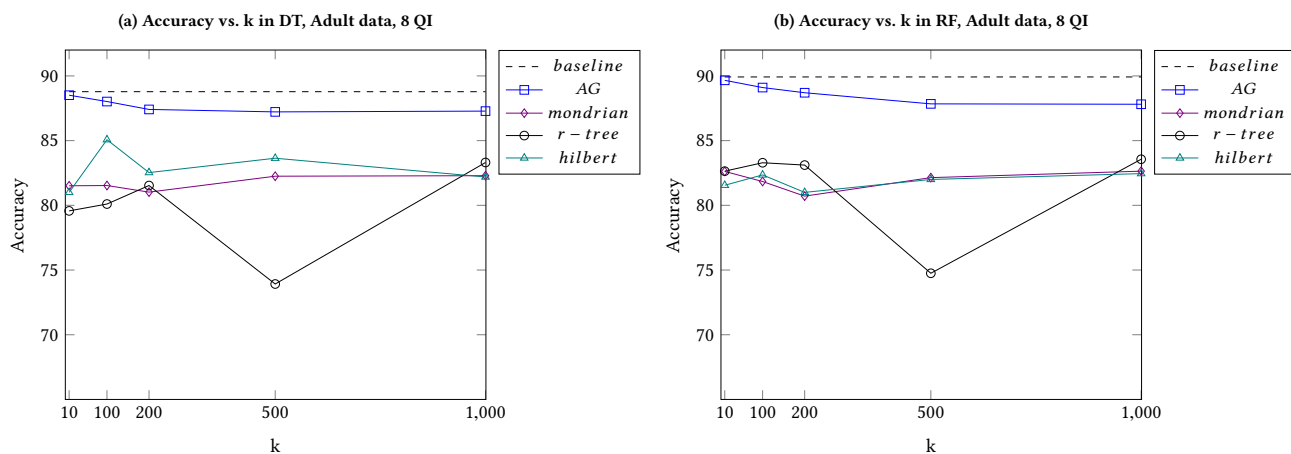 (a) Accuracy vs. k in DT, Adult data, 8 QI
90
85
80
75
70
Accuracy
10 100 200 500 1,000
k
baseline
AG
mondrian
r − tree
hilbert
(b) Accuracy vs. k in RF, Adult data, 8 QI
90
85
80
75
70
Accuracy
10 100 200 500 1,000
k
baseline
AG
mondrian
r − tree
hilbert